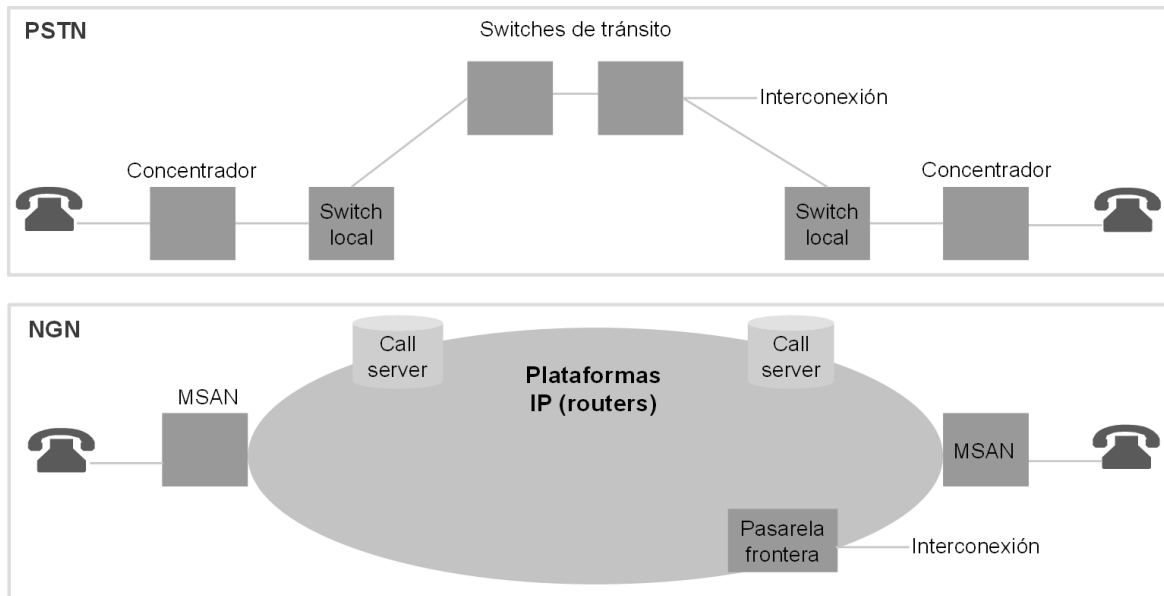 PSTN
Switches de tránsito
Interconexión
Concentrador
Concentrador
Switch
local
Switch
local
NGN
Call
server
Call
server
Plataformas
IP (routers)
MSAN
MSAN
Pasarela
frontera
Interconexión